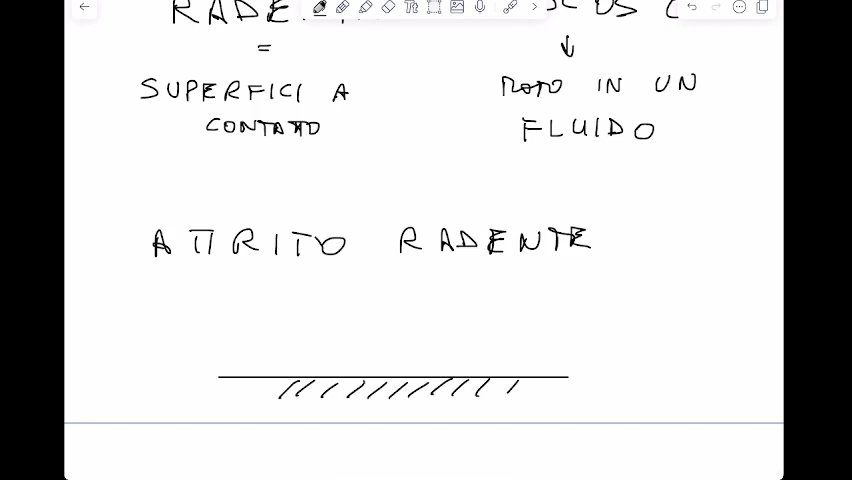 SUPERFICI A
CONTATTO
MOTO IN UN
FLUIDO
ATTRITO RADENTE